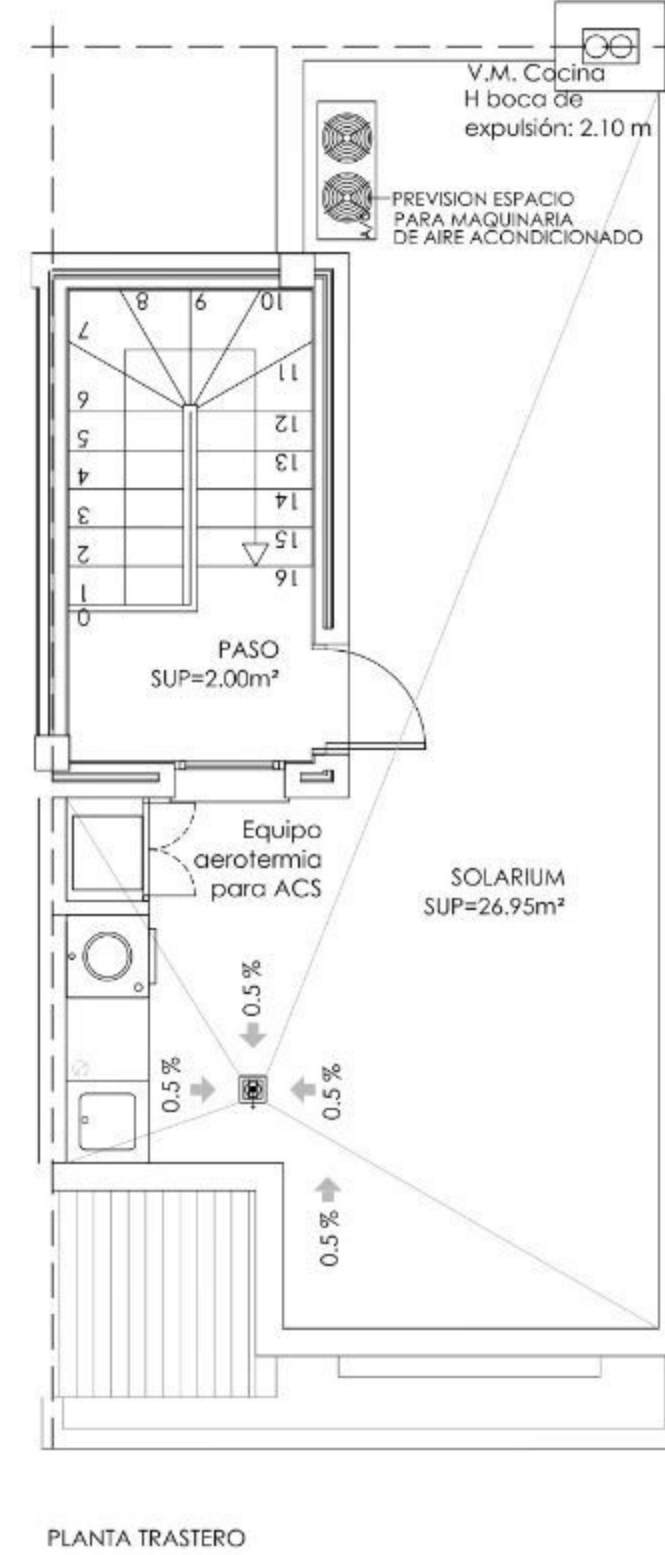 V.M. Cocina
H boca de
expulsión: 2.10 m
PREVISION ESPACIO
PARA MAQUINARIA
DE AIRE ACONDICIONADO
A/A
7
8
9
10
6
11
5
12
4
13
3
14
2
15
1
16
0
PASO
SUP=2.00m²
Equipo
aerotermia
para ACS
SOLARIUM
SUP=26.95m²
0.5 %
0.5 %
0.5 %
0.5 %
PLANTA TRASTERO